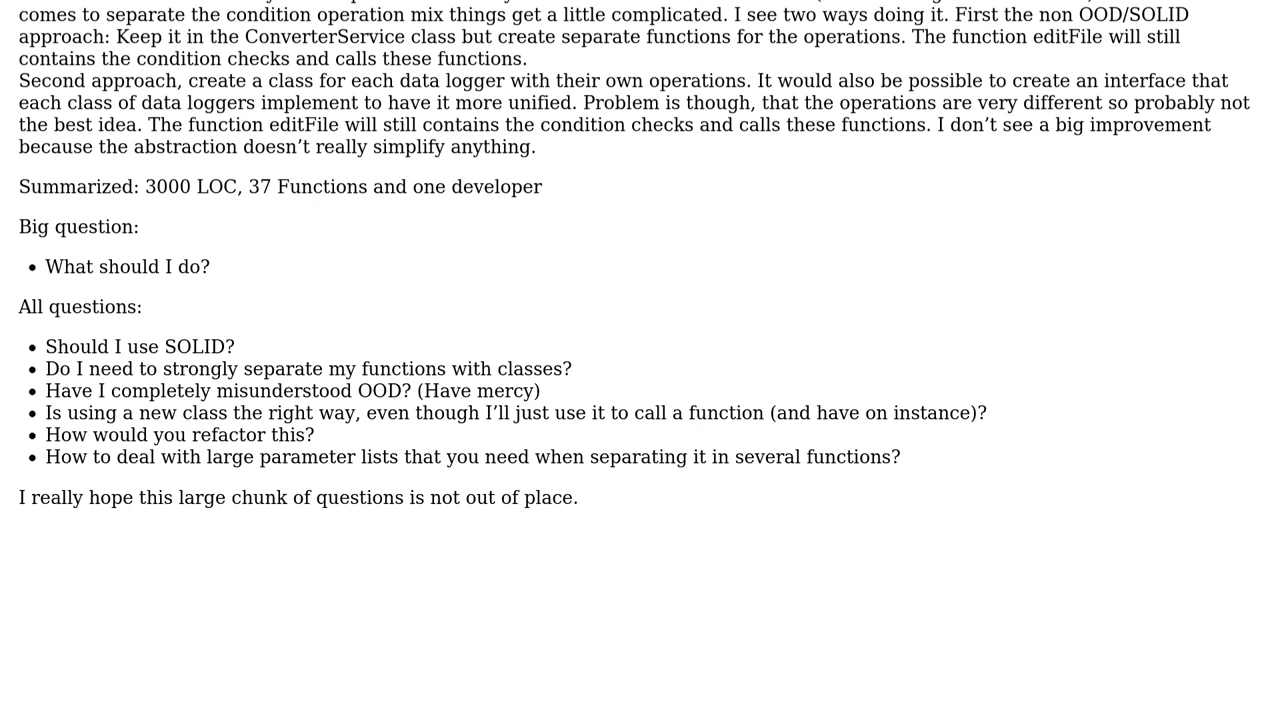 comes to separate the condition operation mix things get a little complicated. I see two ways doing it. First the non OOD/SOLID
approach: Keep it in the ConverterService class but create separate functions for the operations. The function editFile will still
contains the condition checks and calls these functions.
Second approach, create a class for each data logger with their own operations. It would also be possible to create an interface that
each class of data loggers implement to have it more unified. Problem is though, that the operations are very different so probably not
the best idea. The function editFile will still contains the condition checks and calls these functions. I don’t see a big improvement
because the abstraction doesn’t really simplify anything.
Summarized: 3000 LOC, 37 Functions and one developer
Big question:
• What should I do?
All questions:
• Should I use SOLID?
• Do I need to strongly separate my functions with classes?
• Have I completely misunderstood OOD? (Have mercy)
• Is using a new class the right way, even though I’ll just use it to call a function (and have on instance)?
• How would you refactor this?
• How to deal with large parameter lists that you need when separating it in several functions?
I really hope this large chunk of questions is not out of place.